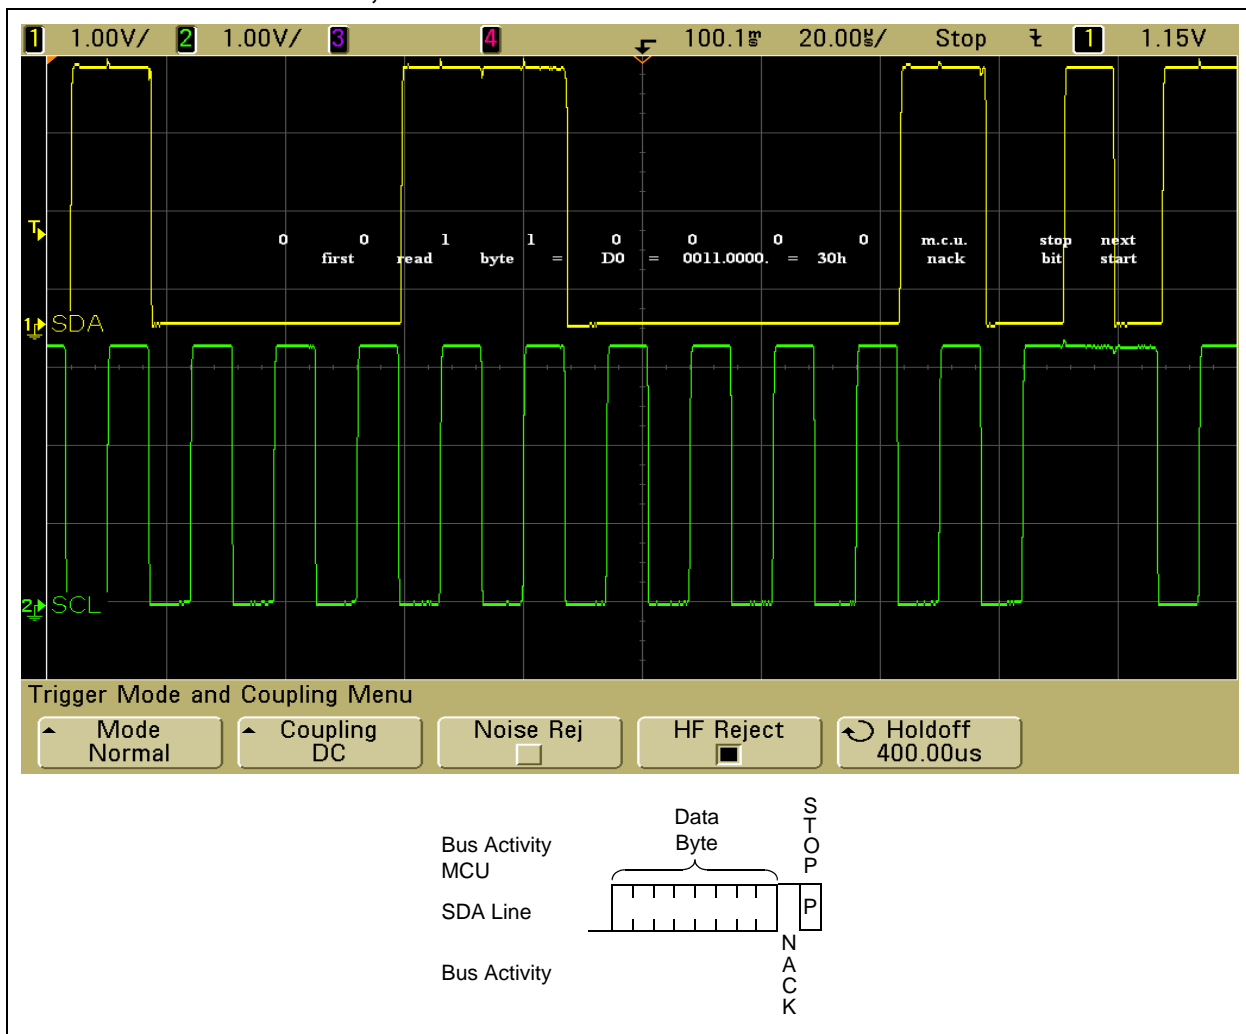 1 1.00V/ 2 1.00V/ 3 4 100.1ms 20.00us/ Stop 1 1.15V
T
0 0 1 1 0 0 0 0 m.c.u. stop next
first read byte = D0 = 0011.0000. = 30h nack bit start
1 SDA
2 SCL
Trigger Mode and Coupling Menu
Mode Coupling Noise Rej HF Reject Holdoff
Normal DC 400.00us
S
T
O
P
Data
Byte
Bus Activity
MCU
SDA Line
P
N
A
C
K
Bus Activity